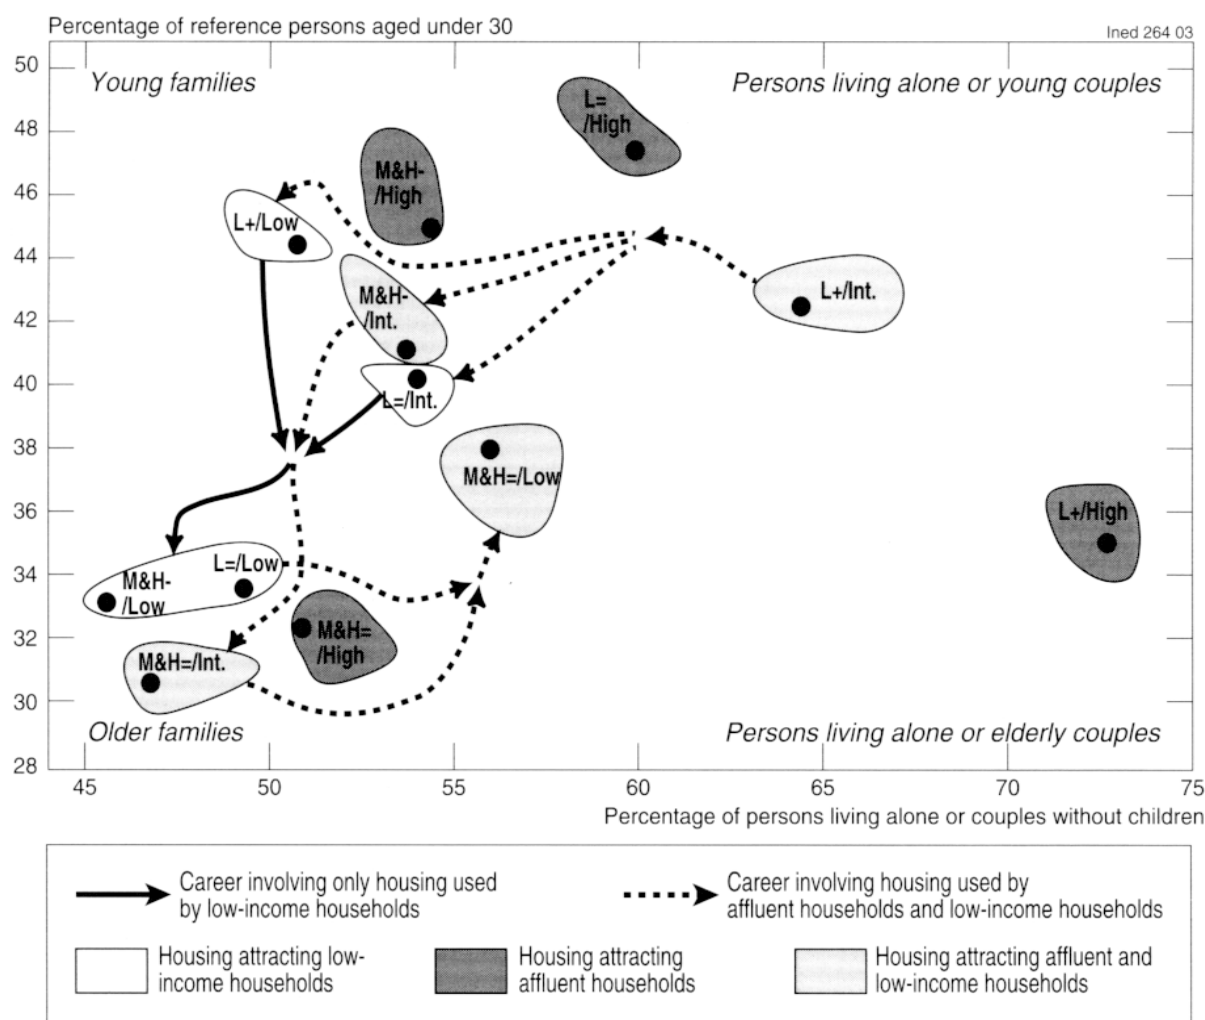 Percentage of reference persons aged under 30
Ined 264 03
50
Young families
Persons living alone or young couples
L=
/High
48
M&H-
/High
46
L+/Low
44
M&H-
/Int.
L+/Int.
42
40
L=/Int.
38
M&H=/Low
36
L+/High
34
L=/Low
M&H-
/Low
32
M&H=
/High
M&H=/Int.
30
Older families
Persons living alone or elderly couples
28
45
50
55
60
65
70
75
Percentage of persons living alone or couples without children
Career involving only housing used
by low-income households
Career involving housing used by
affluent households and low-income households
Housing attracting low-
income households
Housing attracting
affluent households
Housing attracting affluent and
low-income households